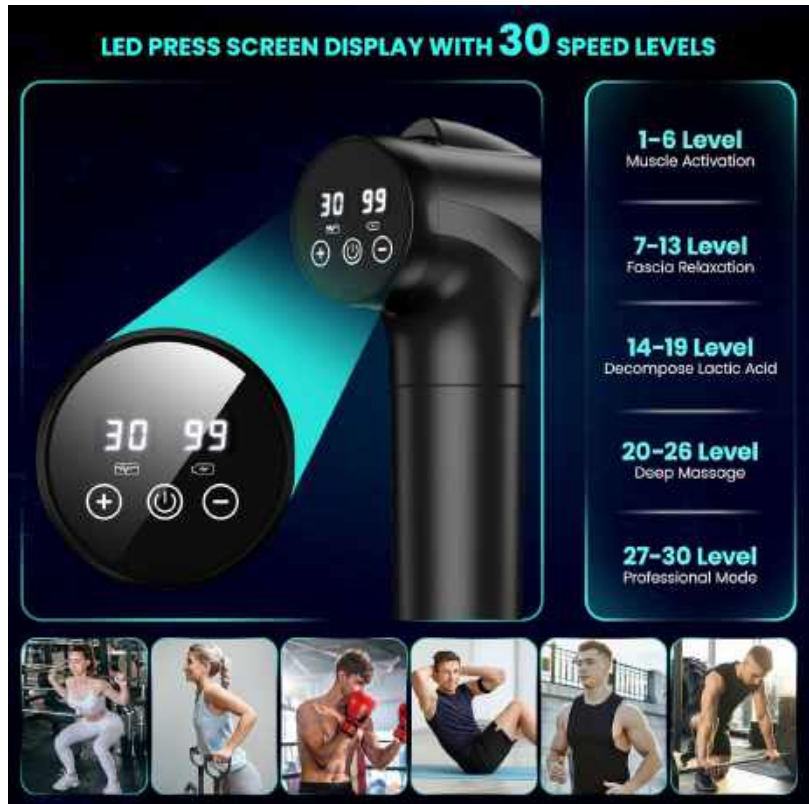 LED PRESS SCREEN DISPLAY WITH 30 SPEED LEVELS
30 99
30 99
1-6 Level
Muscle Activation
7-13 Level
Fascia Relaxation
14-19 Level
Decompose Lactic Acid
20-26 Level
Deep Massage
27-30 Level
Professional Mode